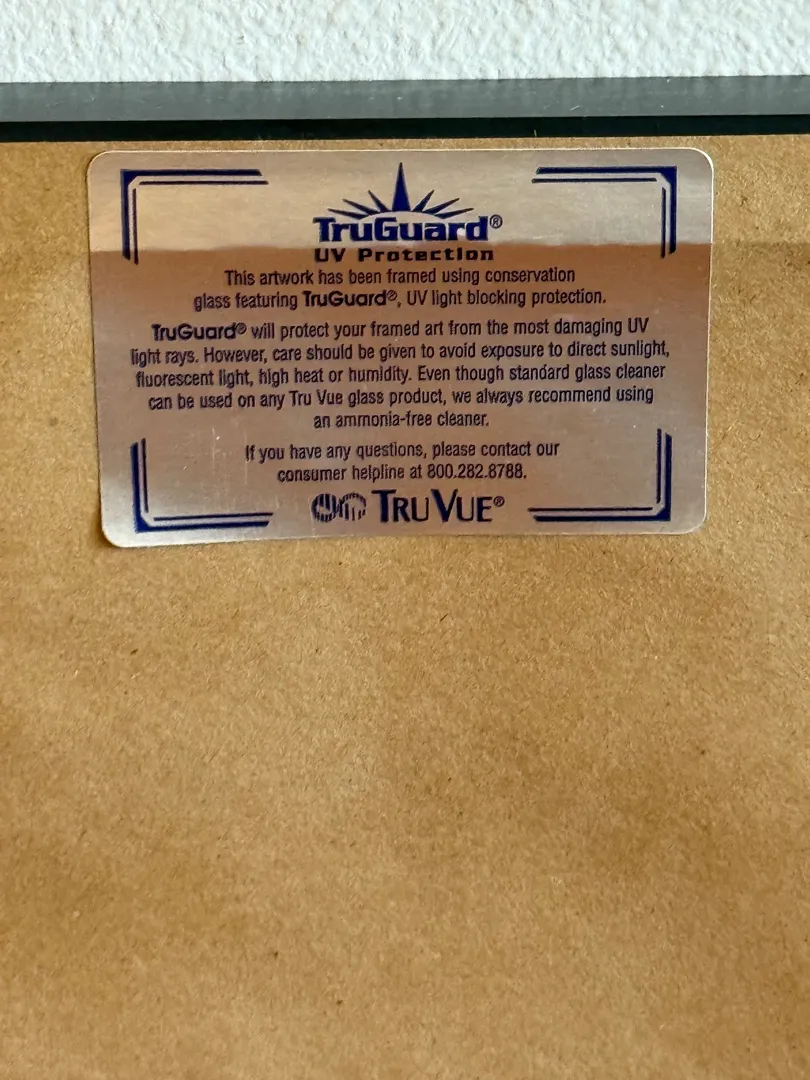 TruGuard®
UV Protection
This artwork has been framed using conservation
glass featuring TruGuard®, UV light blocking protection.
TruGuard® will protect your framed art from the most damaging UV
light rays. However, care should be given to avoid exposure to direct sunlight,
fluorescent light, high heat or humidity. Even though standard glass cleaner
can be used on any Tru Vue glass product, we always recommend using
an ammonia-free cleaner.
If you have any questions, please contact our
consumer helpline at 800.282.8788.
TRU VUE®